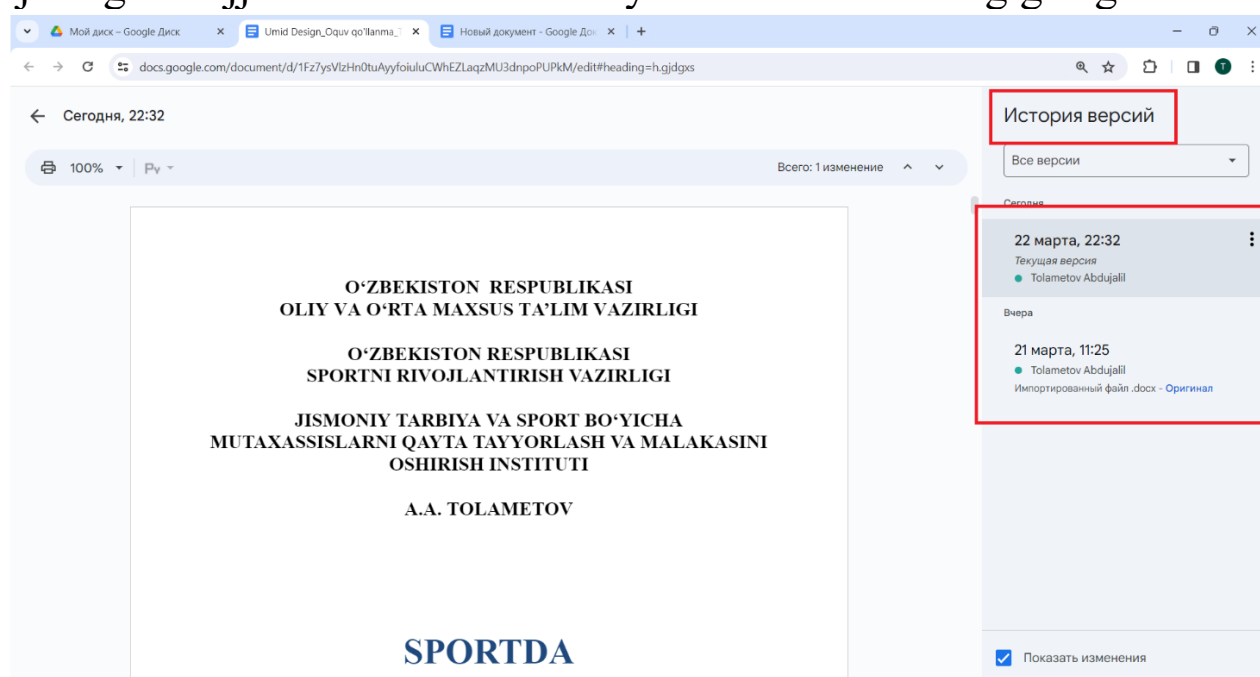 Мой диск – Google Диск
Umid Design_Oquv qo'llanma_T
Новый документ - Google Док
docs.google.com/document/d/1Fz7ysVlzHn0tuAyyfoiuluCWhEZLaqzMU3dnpoPUPkM/edit#heading=h.gjdgxs
T
Сегодня, 22:32
100%
Ру
Всего: 1 изменение
O‘ZBEKISTON RESPUBLIKASI
OLIY VA O‘RTA MAXSUS TA’LIM VAZIRLIGI
O‘ZBEKISTON RESPUBLIKASI
SPORTNI RIVOJLANTIRISH VAZIRLIGI
JISMONIY TARBIYA VA SPORT BO‘YICHA
MUTAXASSISLARNI QAYTA TAYYORLASH VA MALAKASINI
OSHIRISH INSTITUTI
A.A. TOLAMETOV
SPORTDA
История версий
Все версии
Сегодня
22 марта, 22:32
Текущая версия
Tolametov Abdujalil
Вчера
21 марта, 11:25
Tolametov Abdujalil
Импортированный файл .docx - Оригинал
Показать изменения